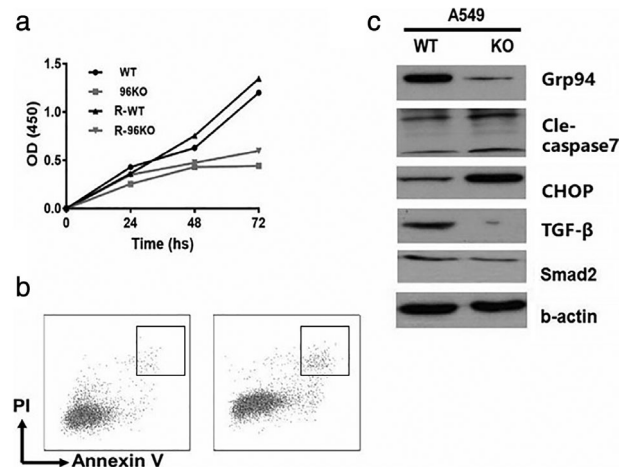 a
WT
96KO
R-WT
R-96KO
OD (450)
1.5
1.0
0.5
0.0
0
24
48
72
Time (hs)
b
PI
Annexin V
c
A549
WT KO
Grp94
Cle-
caspase7
CHOP
TGF-β
Smad2
b-actin